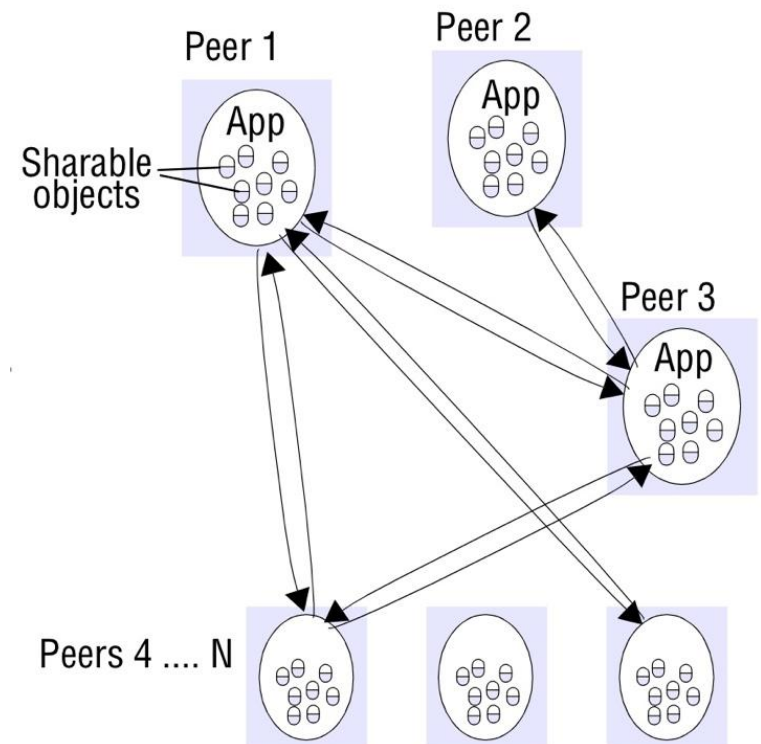 Peer 1
Peer 2
App
App
Sharable
objects
Peer 3
App
Peers 4 .... N